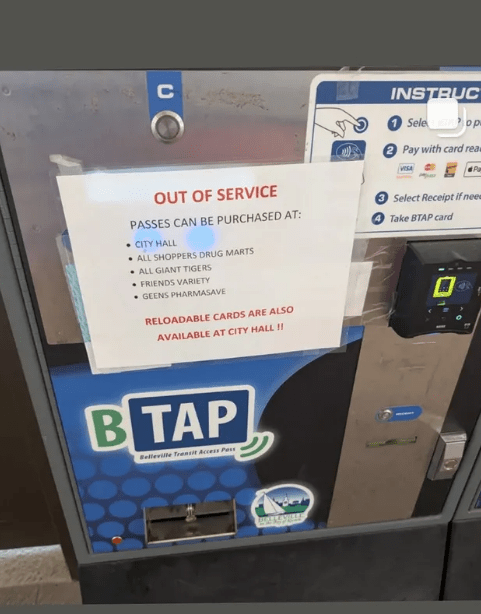 C
OUT OF SERVICE
PASSES CAN BE PURCHASED AT:
• CITY HALL
• ALL SHOPPERS DRUG MARTS
• ALL GIANT TIGERS
• FRIENDS VARIETY
• GEENS PHARMASAVE
RELOADABLE CARDS ARE ALSO
AVAILABLE AT CITY HALL !!
INSTRUC
1 Sele
2 Pay with card rea
VISA
3 Select Receipt if nee
4 Take BTAP card
BTAP
Belleville Transit Access Pass
BELLEVILLE